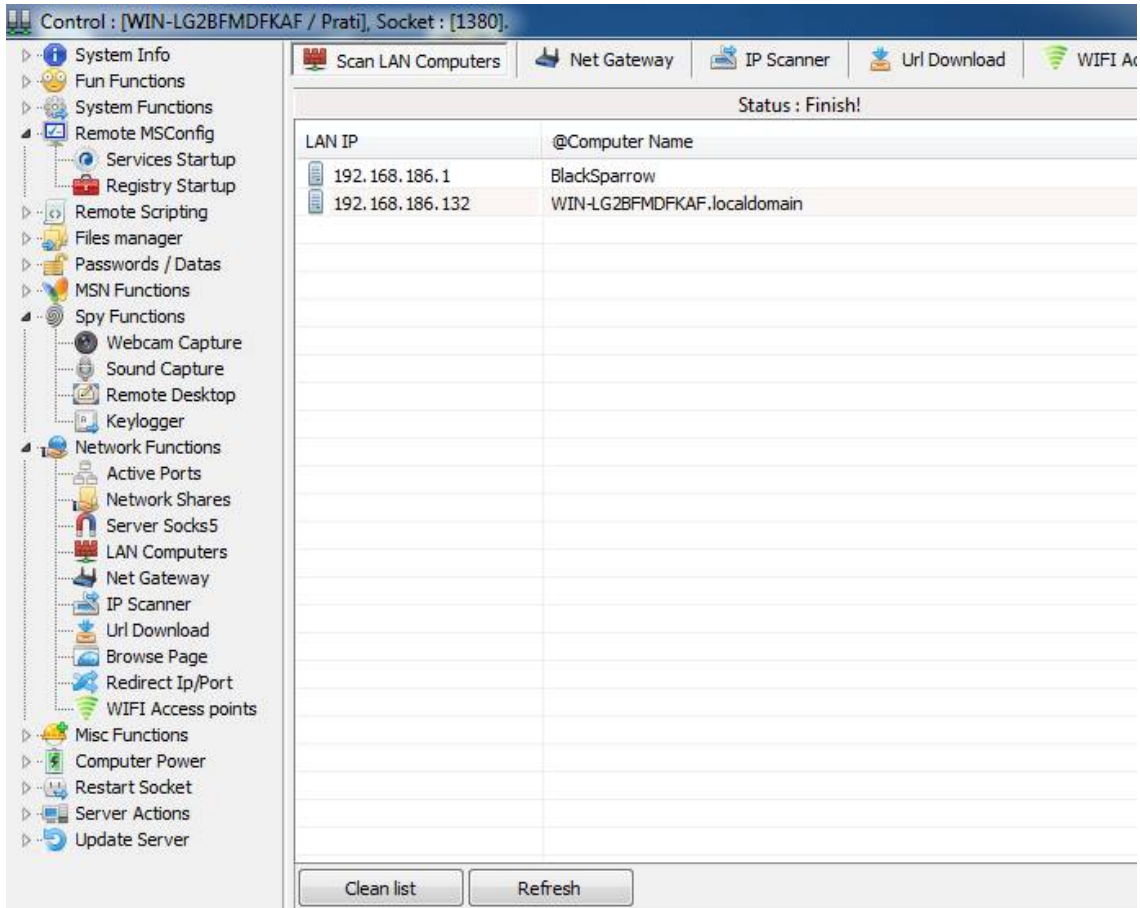 Control : [WIN-LG2BFMDFKAF / Prati], Socket : [1380].
System Info
Fun Functions
System Functions
Remote MSConfig
Services Startup
Registry Startup
Remote Scripting
Files manager
Passwords / Datas
MSN Functions
Spy Functions
Webcam Capture
Sound Capture
Remote Desktop
Keylogger
Network Functions
Active Ports
Network Shares
Server Socks5
LAN Computers
Net Gateway
IP Scanner
Url Download
Browse Page
Redirect Ip/Port
WIFI Access points
Misc Functions
Computer Power
Restart Socket
Server Actions
Update Server
Scan LAN Computers Net Gateway IP Scanner Url Download WIFI Ac
Status : Finish!
LAN IP @Computer Name
192.168.186.1 BlackSparrow
192.168.186.132 WIN-LG2BFMDFKAF.localdomain
Clean list Refresh